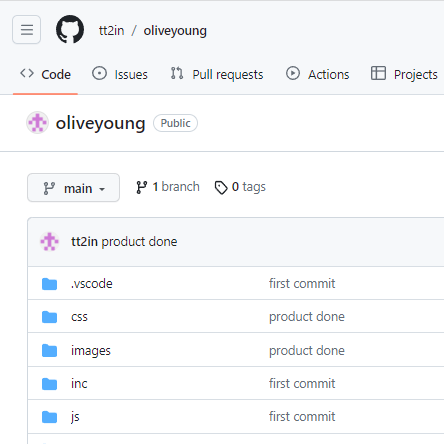 tt2in / oliveyoung
Code Issues Pull requests Actions Projects
oliveyoung Public
main 1 branch 0 tags
tt2in product done
.vscode first commit
css product done
images product done
inc first commit
js first commit